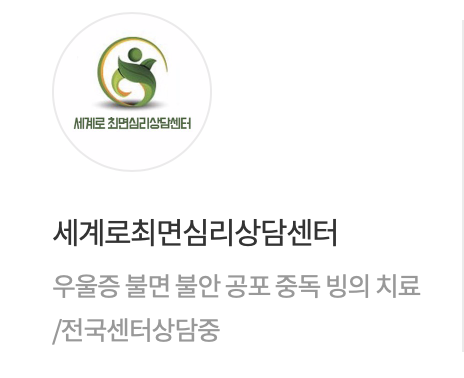 세계로 최면심리상담센터
세계로최면심리상담센터
우울증 불면 불안 공포 중독 빙의 치료
/전국센터상담중